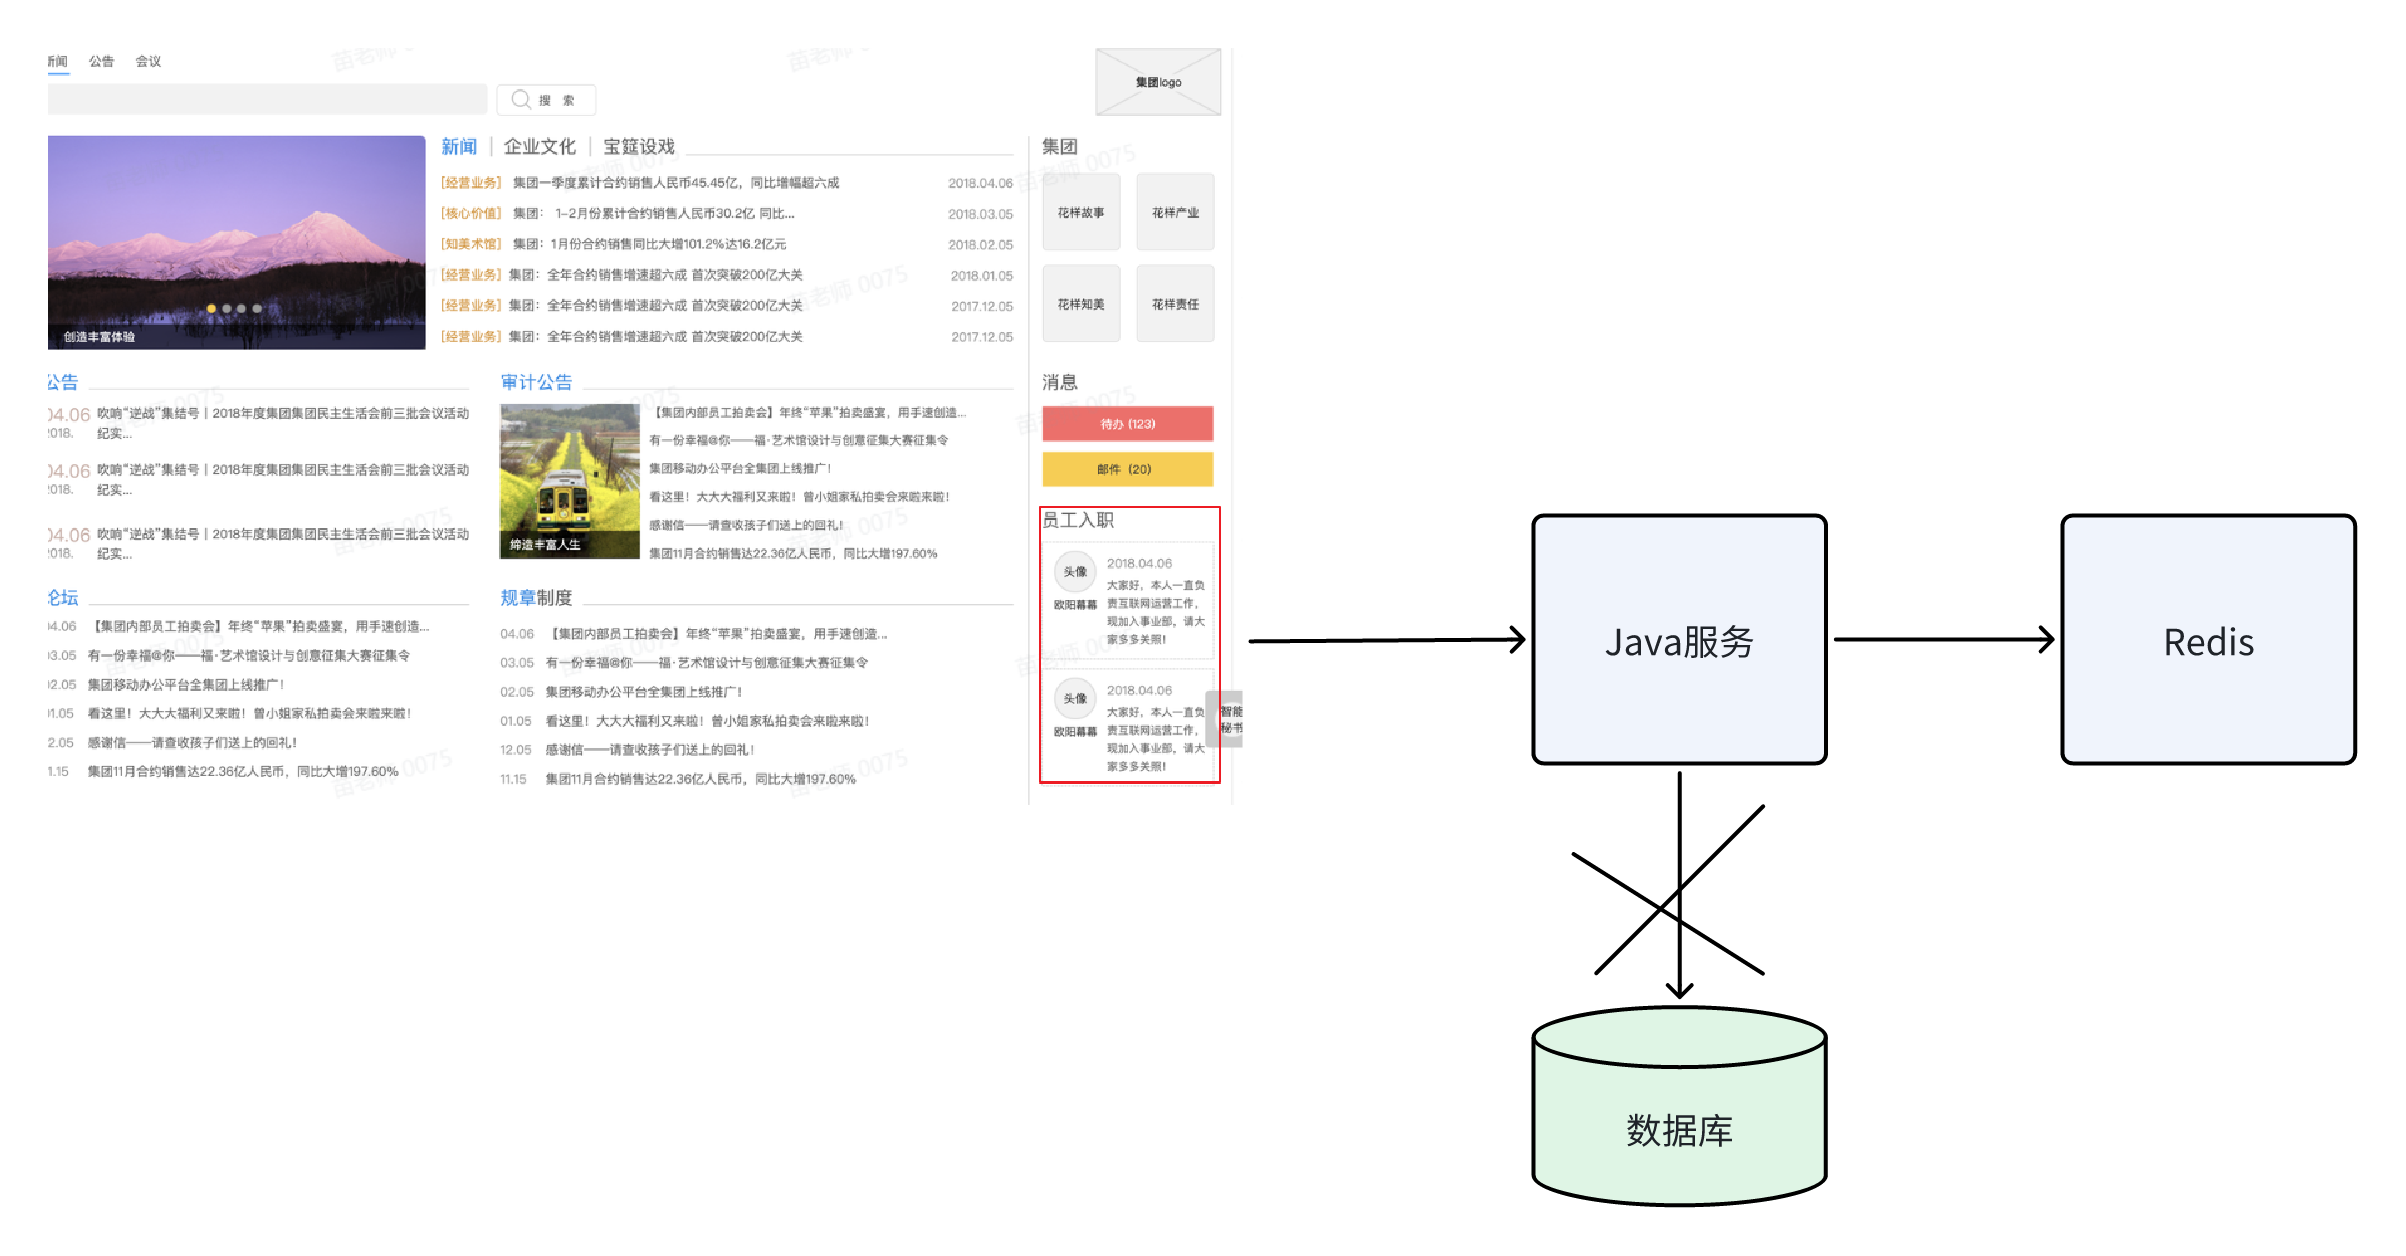 新闻 公告 会议
搜 索
集团logo
创造丰富体验
新闻 | 企业文化 | 宝筵设戏
[经营业务] 集团一季度累计合约销售人民币45.45亿，同比增幅超六成 2018.04.06
[核心价值] 集团： 1-2月份累计合约销售人民币30.2亿 同比... 2018.03.05
[知美术馆] 集团：1月份合约销售同比大增101.2%达16.2亿元 2018.02.05
[经营业务] 集团：全年合约销售增速超六成 首次突破200亿大关 2018.01.05
[经营业务] 集团：全年合约销售增速超六成 首次突破200亿大关 2017.12.05
[经营业务] 集团：全年合约销售增速超六成 首次突破200亿大关 2017.12.05
集团
花样故事 花样产业
花样知美 花样责任
公告
04.06 吹响“逆战”集结号丨2018年度集团集团民主生活会前三批会议活动
2018. 纪实...
04.06 吹响“逆战”集结号丨2018年度集团集团民主生活会前三批会议活动
2018. 纪实...
04.06 吹响“逆战”集结号丨2018年度集团集团民主生活会前三批会议活动
2018. 纪实...
审计公告
缔造丰富人生
【集团内部员工拍卖会】年终“苹果”拍卖盛宴，用手速创造...
有一份幸福@你——福·艺术馆设计与创意征集大赛征集令
集团移动办公平台全集团上线推广！
看这里！大大大福利又来啦！曾小姐家私拍卖会来啦来啦！
感谢信——请查收孩子们送上的回礼！
集团11月合约销售达22.36亿人民币，同比大增197.60%
消息
待办 (123)
邮件 (20)
员工入职
头像
欧阳幕幕
2018.04.06
大家好，本人一直负
责互联网运营工作，
现加入事业部，请大
家多多关照！
头像
欧阳幕幕
2018.04.06
大家好，本人一直负
责互联网运营工作，
现加入事业部，请大
家多多关照！
智能
秘书
论坛
04.06 【集团内部员工拍卖会】年终“苹果”拍卖盛宴，用手速创造...
03.05 有一份幸福@你——福·艺术馆设计与创意征集大赛征集令
02.05 集团移动办公平台全集团上线推广！
01.05 看这里！大大大福利又来啦！曾小姐家私拍卖会来啦来啦！
2.05 感谢信——请查收孩子们送上的回礼！
1.15 集团11月合约销售达22.36亿人民币，同比大增197.60%
规章制度
04.06 【集团内部员工拍卖会】年终“苹果”拍卖盛宴，用手速创造...
03.05 有一份幸福@你——福·艺术馆设计与创意征集大赛征集令
02.05 集团移动办公平台全集团上线推广！
01.05 看这里！大大大福利又来啦！曾小姐家私拍卖会来啦来啦！
12.05 感谢信——请查收孩子们送上的回礼！
11.15 集团11月合约销售达22.36亿人民币，同比大增197.60%
苗老师 0075
Java服务
Redis
数据库